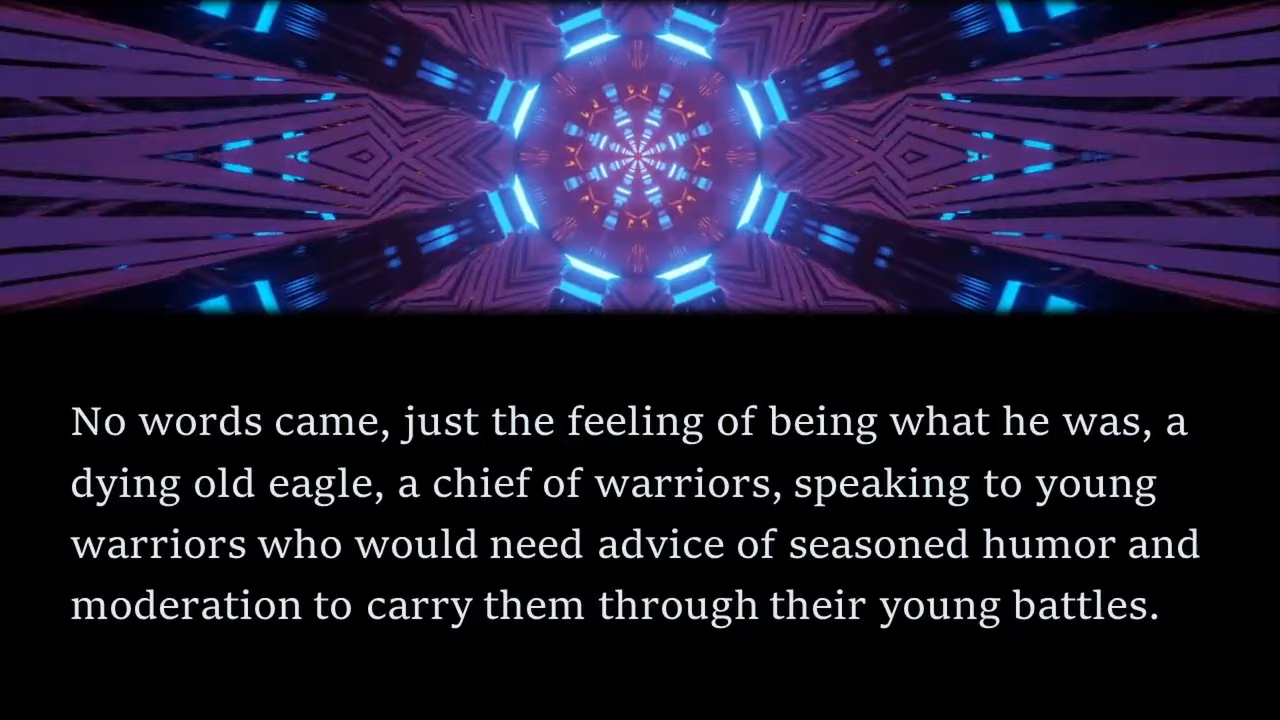 No words came, just the feeling of being what he was, a
dying old eagle, a chief of warriors, speaking to young
warriors who would need advice of seasoned humor and
moderation to carry them through their young battles.